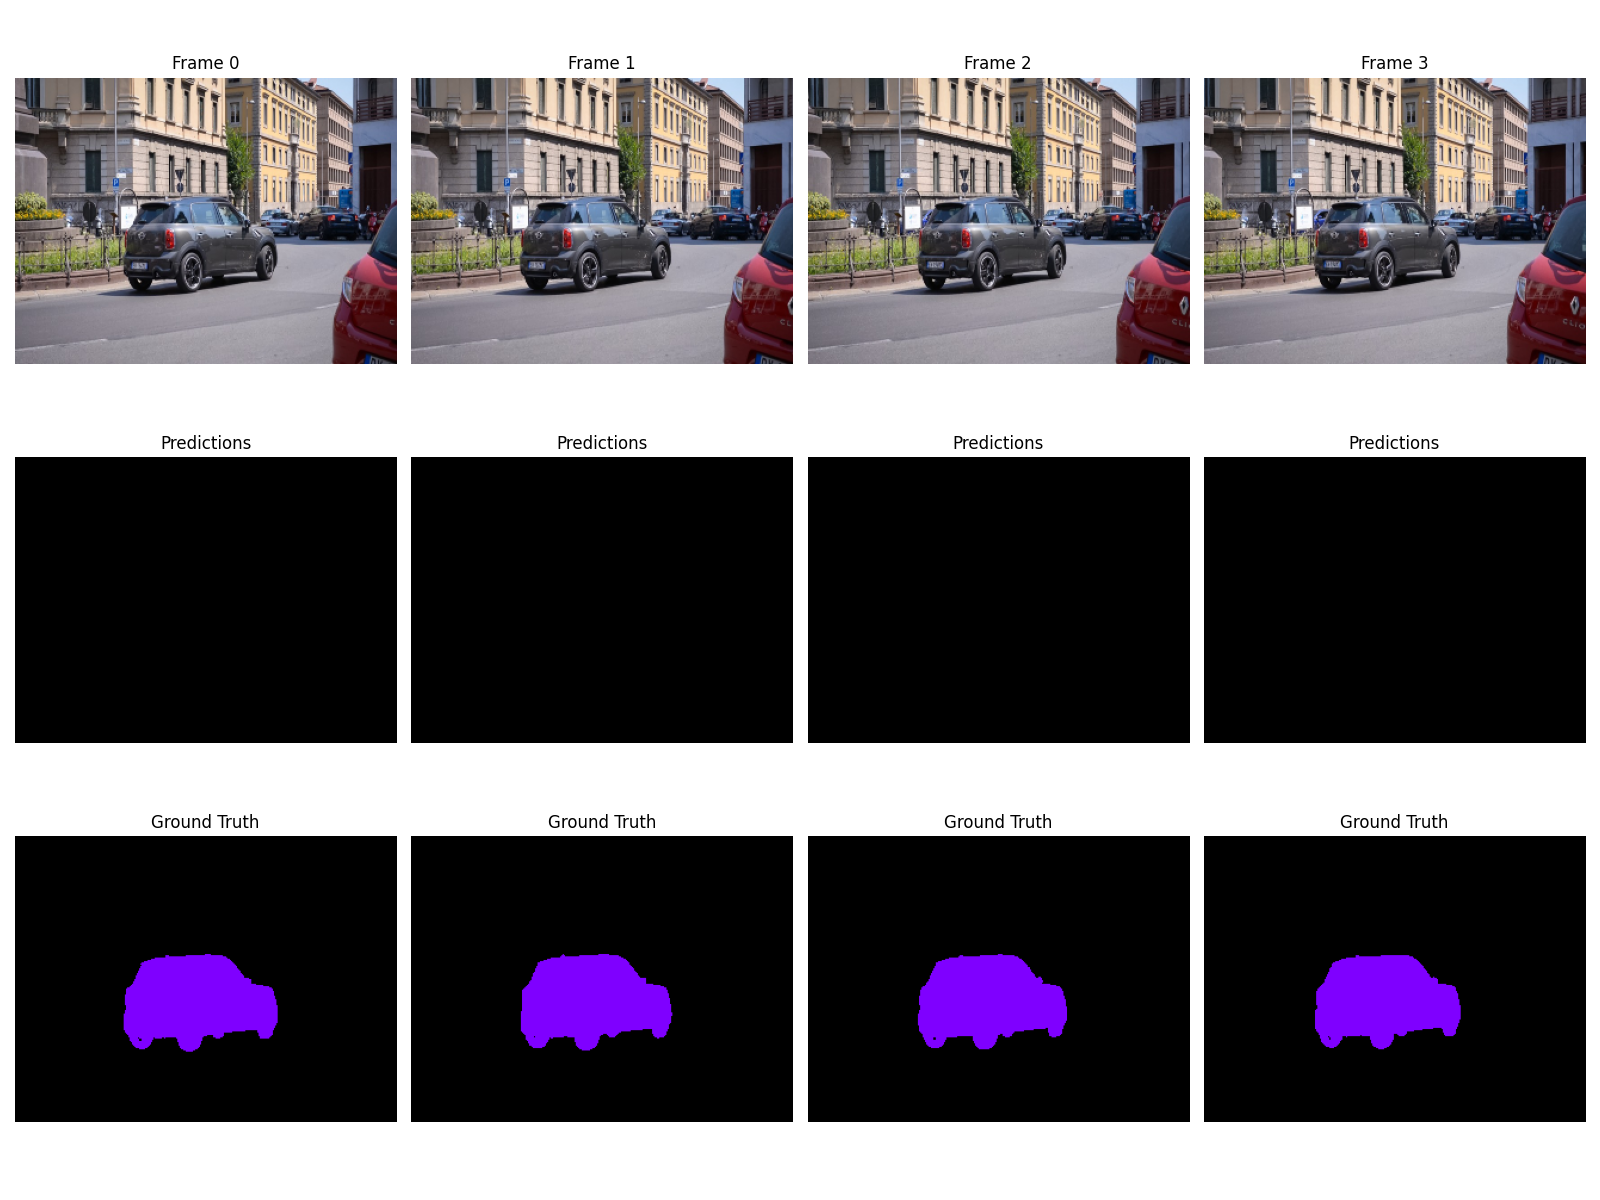 Frame 0
Frame 1
Frame 2
Frame 3
P
P
P
P
CLIO
Predictions
Predictions
Predictions
Predictions
Ground Truth
Ground Truth
Ground Truth
Ground Truth